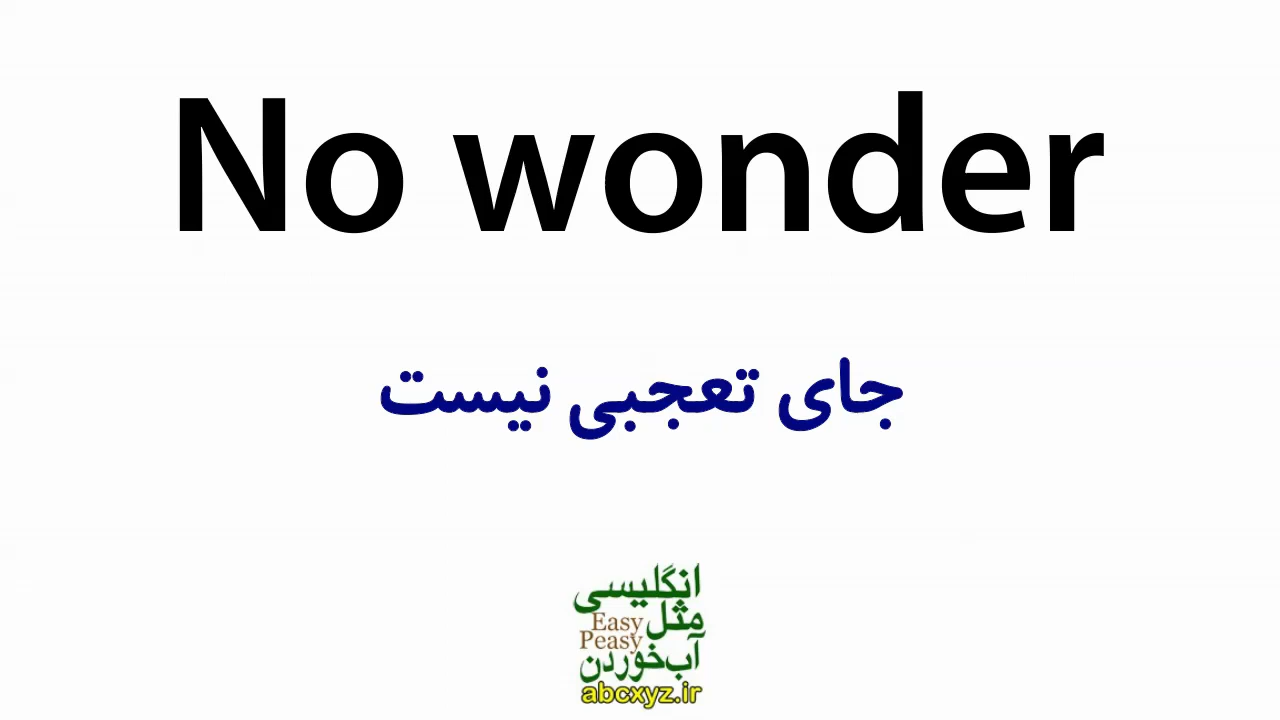 No wonder
جای تعجبی نیست
انگلیسی
مثل Easy
Peasy
آب‌خوردن
abcxyz.ir